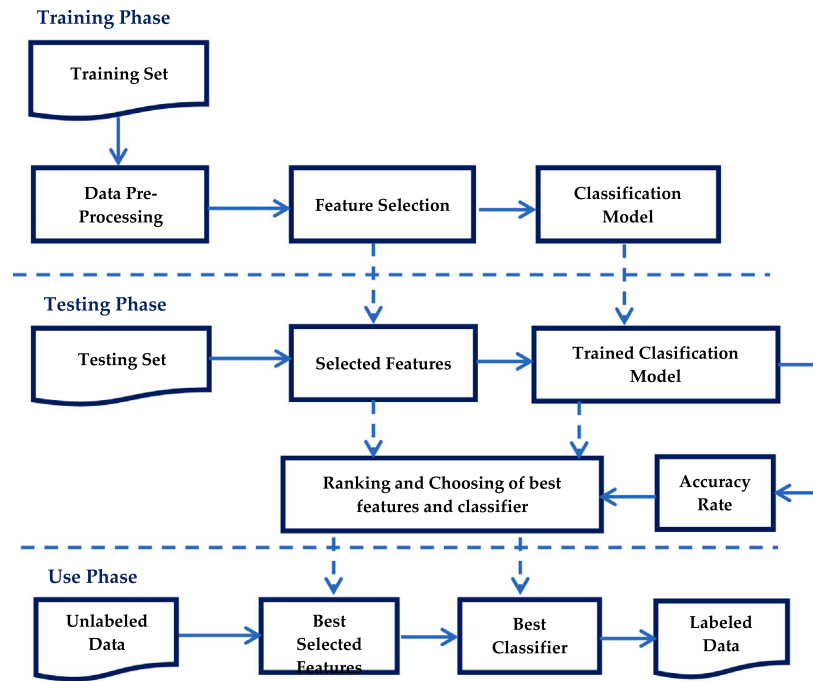 Training Phase
Training Set
Data Pre-
Processing
Feature Selection
Classification
Model
Testing Phase
Testing Set
Selected Features
Trained Clasification
Model
Ranking and Choosing of best
features and classifier
Accuracy
Rate
Use Phase
Unlabeled
Data
Best
Selected
Features
Best
Classifier
Labeled
Data